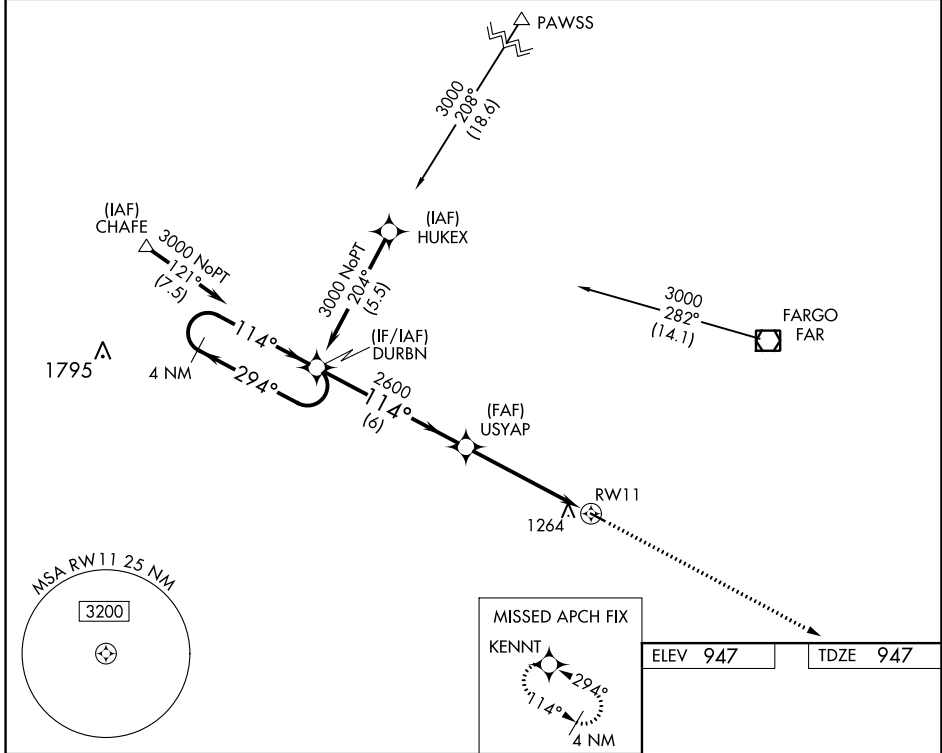 PAWSS
3000
208°
(18.6)
(IAF)
CHAFE
3000 NoPT
121°
(7.5)
(IAF)
HUKEX
3000 NoPT
204°
(5.5)
3000
282°
(14.1)
FARGO
FAR
(IF/IAF)
DURBN
114°
294°
4 NM
1795
2600
114°
(6)
(FAF)
USYAP
RW11
1264
MSA RW11 25 NM
3200
MISSED APCH FIX
KENNT
294°
114°
4 NM
ELEV 947
TDZE 947